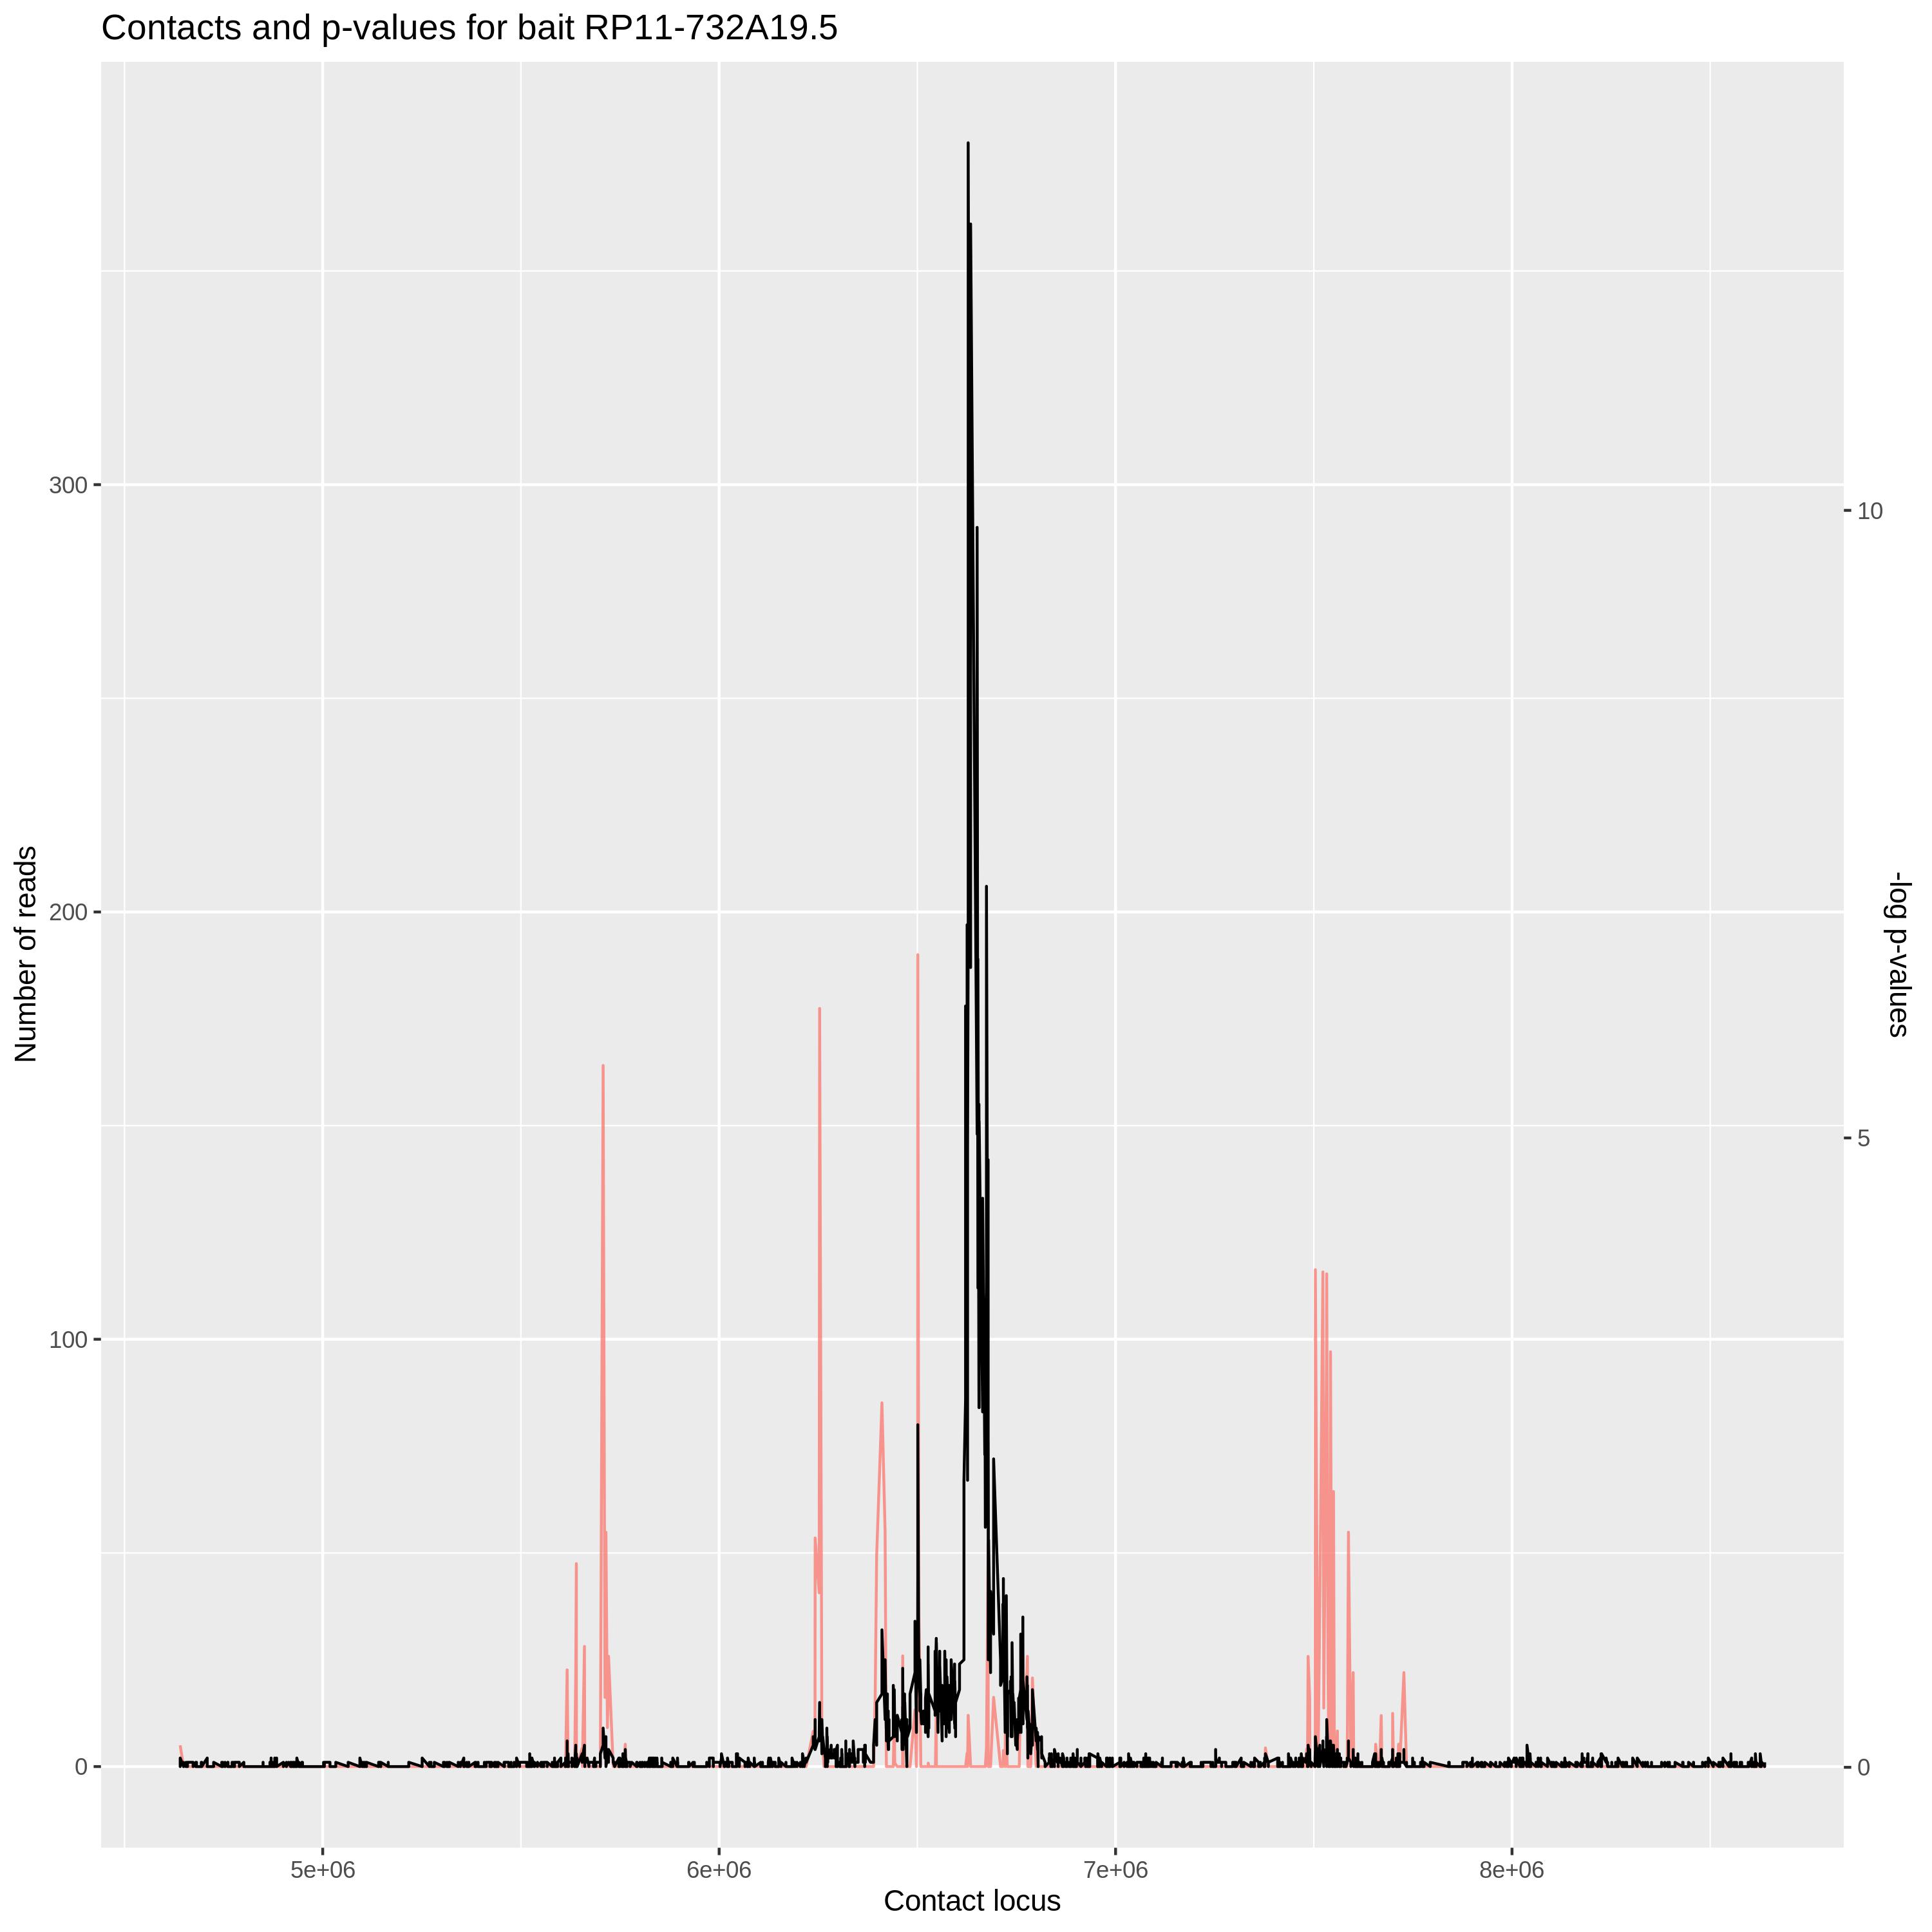 Contacts and p-values for bait RP11-732A19.5
Number of reads
300
200
100
0
10
5
0
-log p-values
5e+06
6e+06
7e+06
8e+06
Contact locus